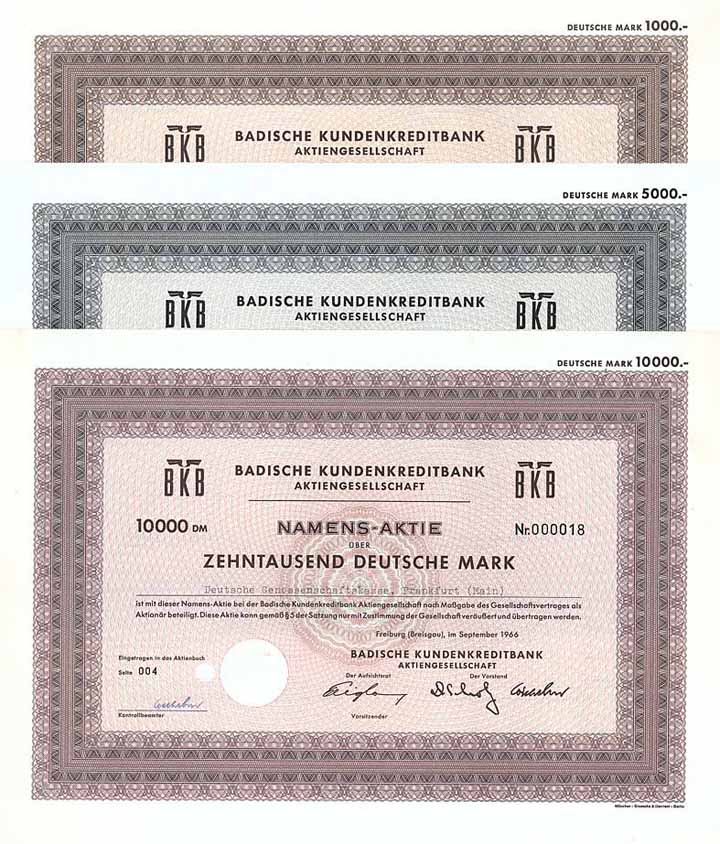 DEUTSCHE MARK 1000.-
BKB BADISCHE KUNDENKREDITBANK BKB
AKTIENGESELLSCHAFT
DEUTSCHE MARK 5000.-
BKB BADISCHE KUNDENKREDITBANK BKB
AKTIENGESELLSCHAFT
DEUTSCHE MARK 10000.-
BKB BADISCHE KUNDENKREDITBANK BKB
AKTIENGESELLSCHAFT
10000 DM NAMENS-AKTIE Nr.000018
ÜBER
ZEHNTAUSEND DEUTSCHE MARK
Deutsche Genossenschaftskasse, Frankfurt (Main)
ist mit dieser Namens-Aktie bei der Badische Kundenkreditbank Aktiengesellschaft nach Maßgabe des Gesellschaftsvertrages als
Aktionär beteiligt. Diese Aktie kann gemäß § 5 der Satzung nur mit Zustimmung der Gesellschaft veräußert und übertragen werden.
Freiburg (Breisgau), im September 1966
Eingetragen in das Aktienbuch
BADISCHE KUNDENKREDITBANK
AKTIENGESELLSCHAFT
Seite 004
Der Aufsichtsrat Der Vorstand
Kontrollbeamter
Vorsitzender